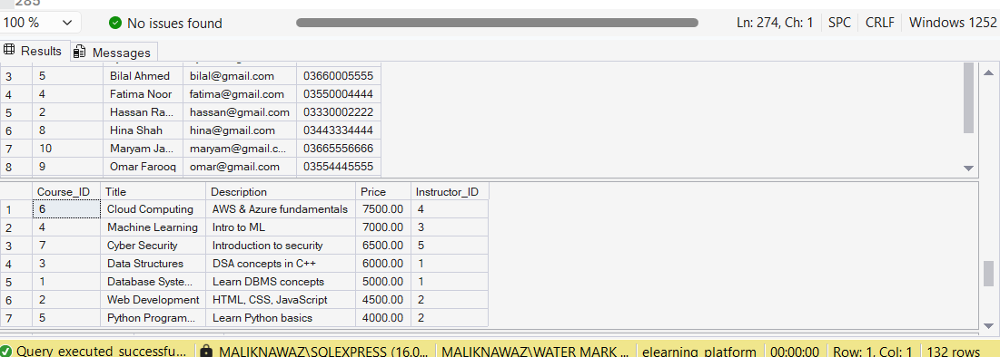 285
100 % No issues found Ln: 274, Ch: 1 SPC CRLF Windows 1252
Results Messages
3 5 Bilal Ahmed bilal@gmail.com 03660005555
4 4 Fatima Noor fatima@gmail.com 03550004444
5 2 Hassan Ra... hassan@gmail.com 03330002222
6 8 Hina Shah hina@gmail.com 03443334444
7 10 Maryam Ja... maryam@gmail.c... 03665556666
8 9 Omar Farooq omar@gmail.com 03554445555
Course_ID Title Description Price Instructor_ID
1 6 Cloud Computing AWS & Azure fundamentals 7500.00 4
2 4 Machine Learning Intro to ML 7000.00 3
3 7 Cyber Security Introduction to security 6500.00 5
4 3 Data Structures DSA concepts in C++ 6000.00 1
5 1 Database Syste... Learn DBMS concepts 5000.00 1
6 2 Web Development HTML, CSS, JavaScript 4500.00 2
7 5 Python Program... Learn Python basics 4000.00 2
Query executed successfu... MALIKNAWAZ\SQLEXPRESS (16.0... MALIKNAWAZ\WATER MARK ... elearning_platform 00:00:00 Row: 1, Col: 1 132 rows